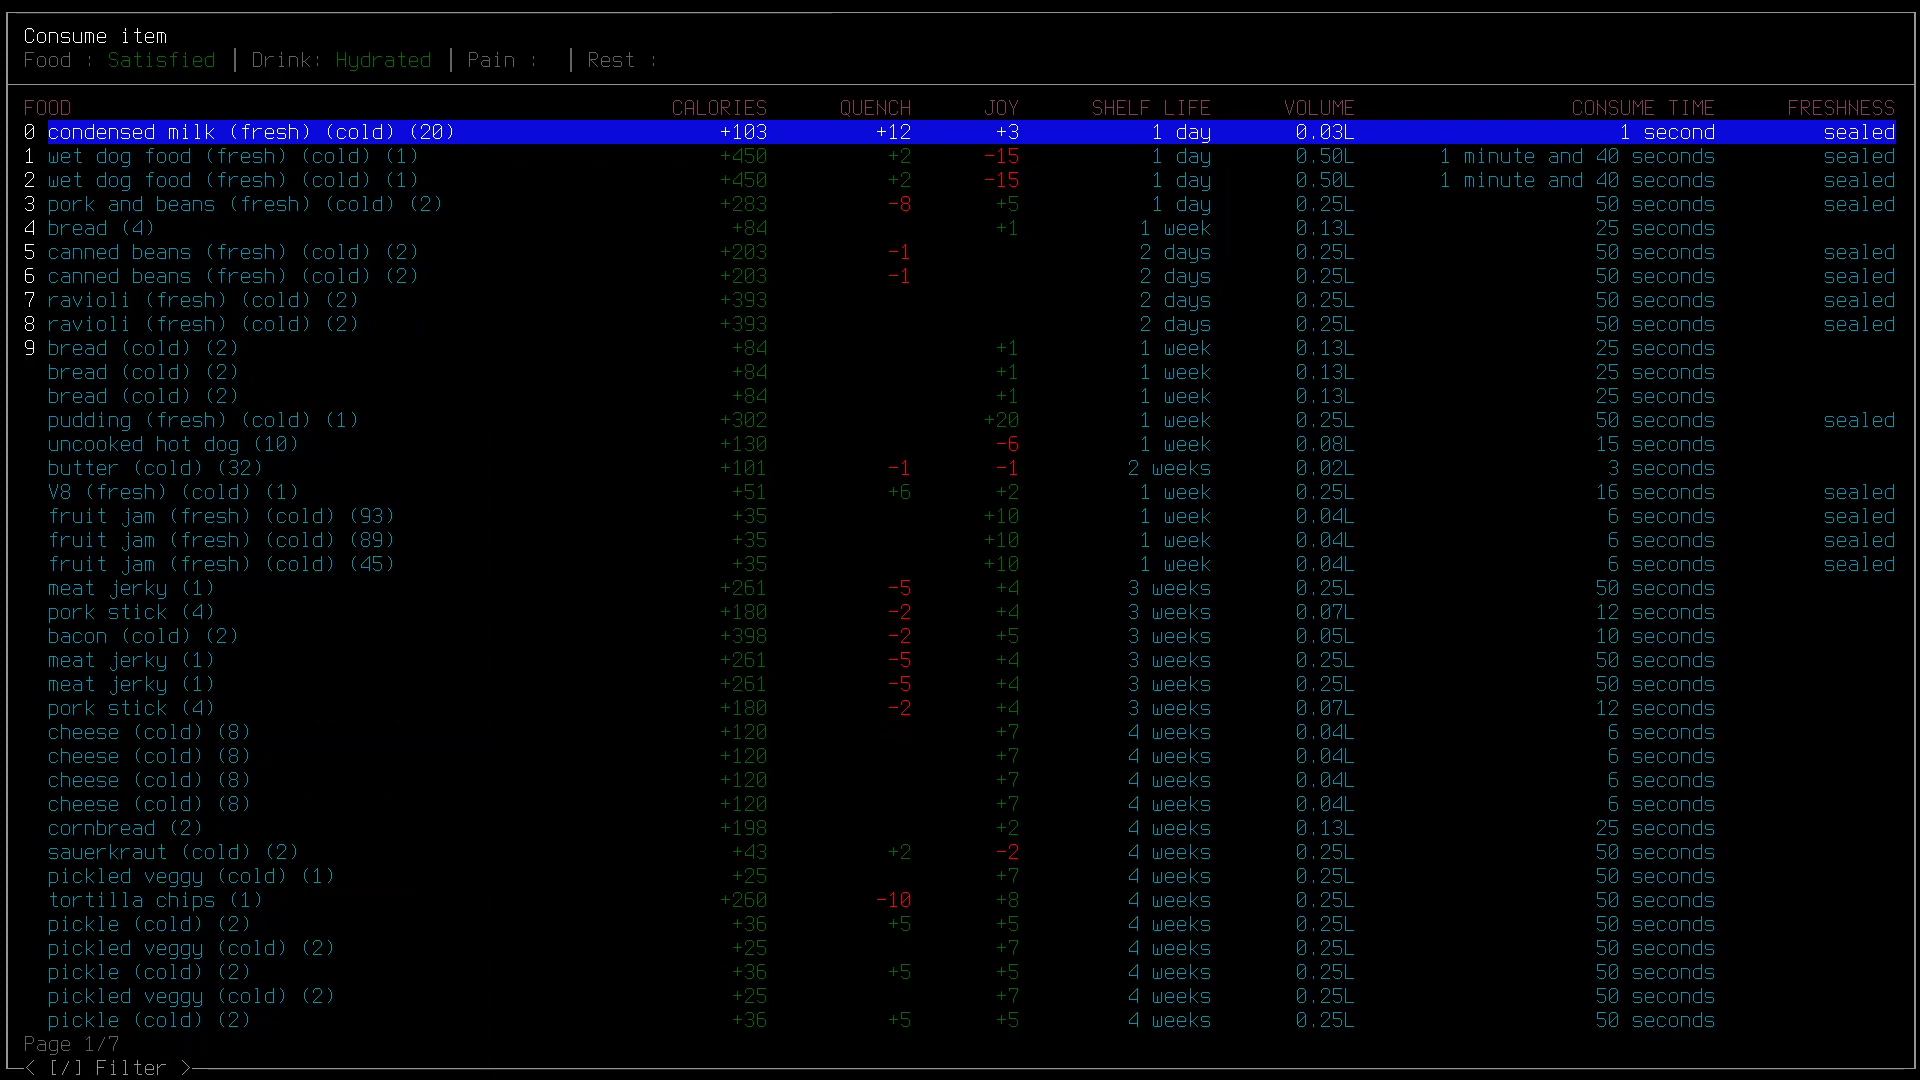 Consume item
Food : Satisfied │ Drink: Hydrated │ Pain : │ Rest :
FOOD CALORIES QUENCH JOY SHELF LIFE VOLUME CONSUME TIME FRESHNESS
0 condensed milk (fresh) (cold) (20) +103 +12 +3 1 day 0.03L 1 second sealed
1 wet dog food (fresh) (cold) (1) +450 +2 -15 1 day 0.50L 1 minute and 40 seconds sealed
2 wet dog food (fresh) (cold) (1) +450 +2 -15 1 day 0.50L 1 minute and 40 seconds sealed
3 pork and beans (fresh) (cold) (2) +283 -8 +5 1 day 0.25L 50 seconds sealed
4 bread (4) +84 +1 1 week 0.13L 25 seconds
5 canned beans (fresh) (cold) (2) +203 -1 2 days 0.25L 50 seconds sealed
6 canned beans (fresh) (cold) (2) +203 -1 2 days 0.25L 50 seconds sealed
7 ravioli (fresh) (cold) (2) +393 2 days 0.25L 50 seconds sealed
8 ravioli (fresh) (cold) (2) +393 2 days 0.25L 50 seconds sealed
9 bread (cold) (2) +84 +1 1 week 0.13L 25 seconds
bread (cold) (2) +84 +1 1 week 0.13L 25 seconds
bread (cold) (2) +84 +1 1 week 0.13L 25 seconds
pudding (fresh) (cold) (1) +302 +20 1 week 0.25L 50 seconds sealed
uncooked hot dog (10) +130 -6 1 week 0.08L 15 seconds
butter (cold) (32) +101 -1 -1 2 weeks 0.02L 3 seconds
V8 (fresh) (cold) (1) +51 +6 +2 1 week 0.25L 16 seconds sealed
fruit jam (fresh) (cold) (93) +35 +10 1 week 0.04L 6 seconds sealed
fruit jam (fresh) (cold) (89) +35 +10 1 week 0.04L 6 seconds sealed
fruit jam (fresh) (cold) (45) +35 +10 1 week 0.04L 6 seconds sealed
meat jerky (1) +261 -5 +4 3 weeks 0.25L 50 seconds
pork stick (4) +180 -2 +4 3 weeks 0.07L 12 seconds
bacon (cold) (2) +398 -2 +5 3 weeks 0.05L 10 seconds
meat jerky (1) +261 -5 +4 3 weeks 0.25L 50 seconds
meat jerky (1) +261 -5 +4 3 weeks 0.25L 50 seconds
pork stick (4) +180 -2 +4 3 weeks 0.07L 12 seconds
cheese (cold) (8) +120 +7 4 weeks 0.04L 6 seconds
cheese (cold) (8) +120 +7 4 weeks 0.04L 6 seconds
cheese (cold) (8) +120 +7 4 weeks 0.04L 6 seconds
cheese (cold) (8) +120 +7 4 weeks 0.04L 6 seconds
cornbread (2) +198 +2 4 weeks 0.13L 25 seconds
sauerkraut (cold) (2) +43 +2 -2 4 weeks 0.25L 50 seconds
pickled veggy (cold) (1) +25 +7 4 weeks 0.25L 50 seconds
tortilla chips (1) +260 -10 +8 4 weeks 0.25L 50 seconds
pickle (cold) (2) +36 +5 +5 4 weeks 0.25L 50 seconds
pickled veggy (cold) (2) +25 +7 4 weeks 0.25L 50 seconds
pickle (cold) (2) +36 +5 +5 4 weeks 0.25L 50 seconds
pickled veggy (cold) (2) +25 +7 4 weeks 0.25L 50 seconds
pickle (cold) (2) +36 +5 +5 4 weeks 0.25L 50 seconds
Page 1/7
< [/] Filter >